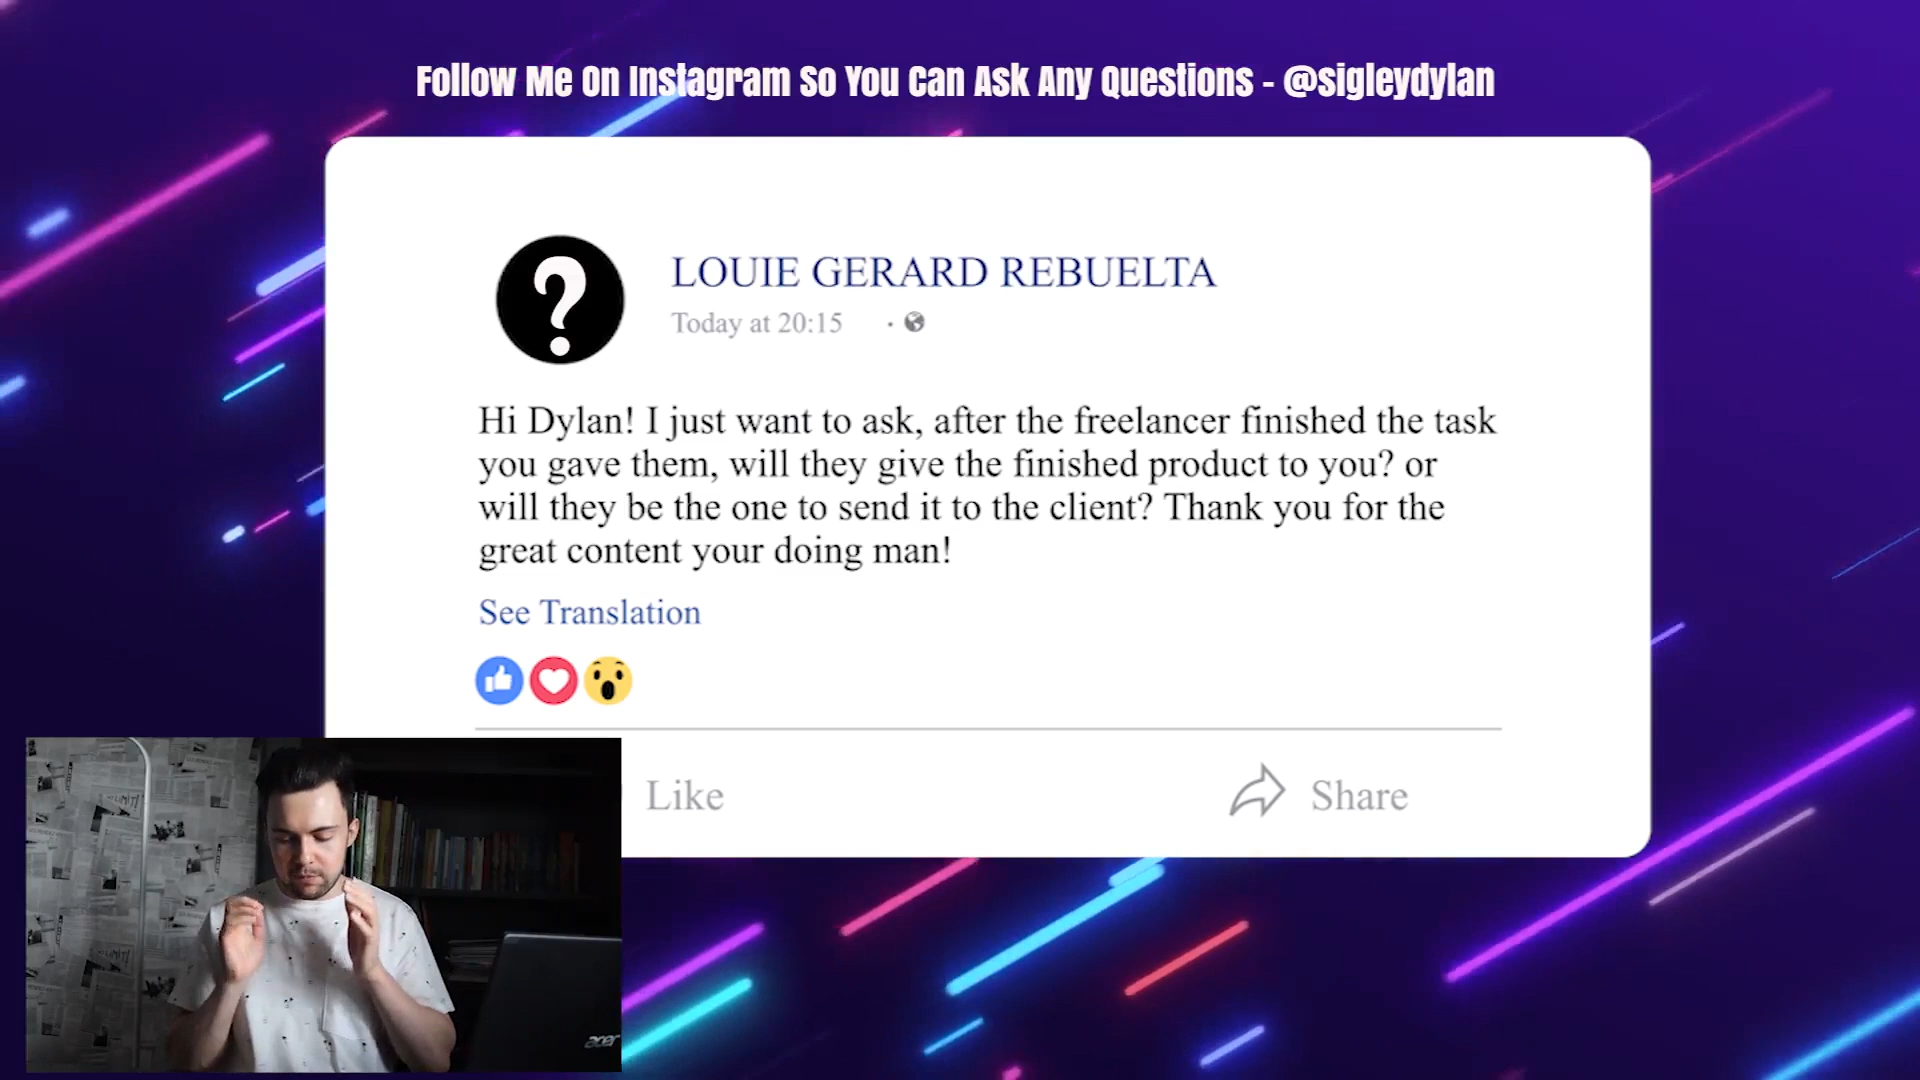 Follow Me On Instagram So You Can Ask Any Questions - @sigleydylan
LOUIE GERARD REBUELTA
Today at 20:15
Hi Dylan! I just want to ask, after the freelancer finished the task
you gave them, will they give the finished product to you? or
will they be the one to send it to the client? Thank you for the
great content your doing man!
See Translation
Like
Share
acer